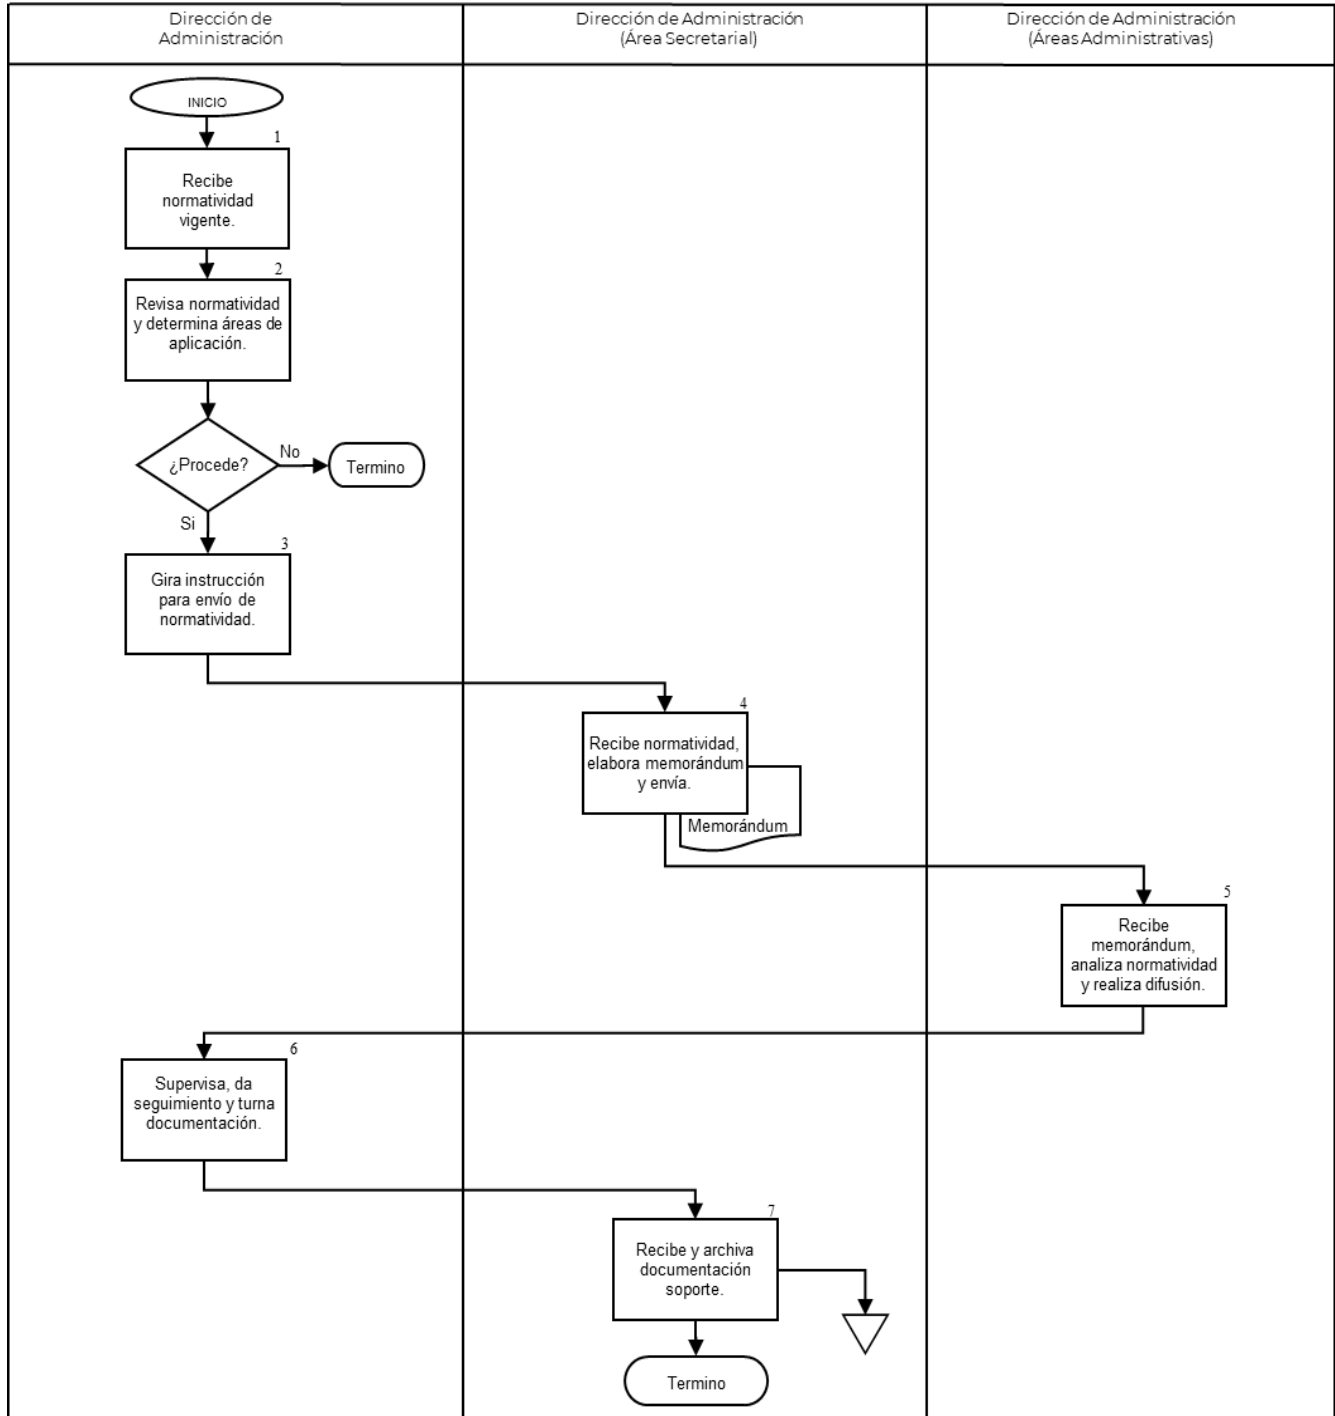 Dirección de
Administración
Dirección de Administración
(Área Secretarial)
Dirección de Administración
(Áreas Administrativas)
INICIO
1
Recibe
normatividad
vigente.
2
Revisa normatividad
y determina áreas de
aplicación.
¿Procede?
No
Termino
Si
3
Gira instrucción
para envío de
normatividad.
4
Recibe normatividad,
elabora memorándum
y envía.
Memorándum
5
Recibe
memorándum,
analiza normatividad
y realiza difusión.
6
Supervisa, da
seguimiento y turna
documentación.
7
Recibe y archiva
documentación
soporte.
Termino